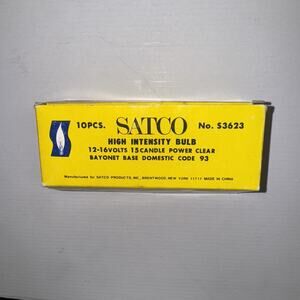 10PCS. SATCO No. S3623
HIGH INTENSITY BULB
12-16VOLTS 15CANDLE POWER CLEAR
BAYONET BASE DOMESTIC CODE 93
Manufactured for SATCO PRODUCTS, INC., BRENTWOOD, NEW YORK 11717 MADE IN CHINA